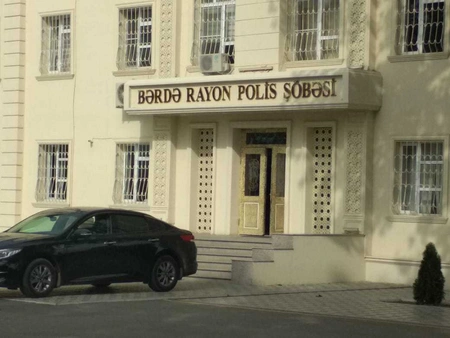 BƏRDƏ RAYON POLİS ŞÖBƏSİ